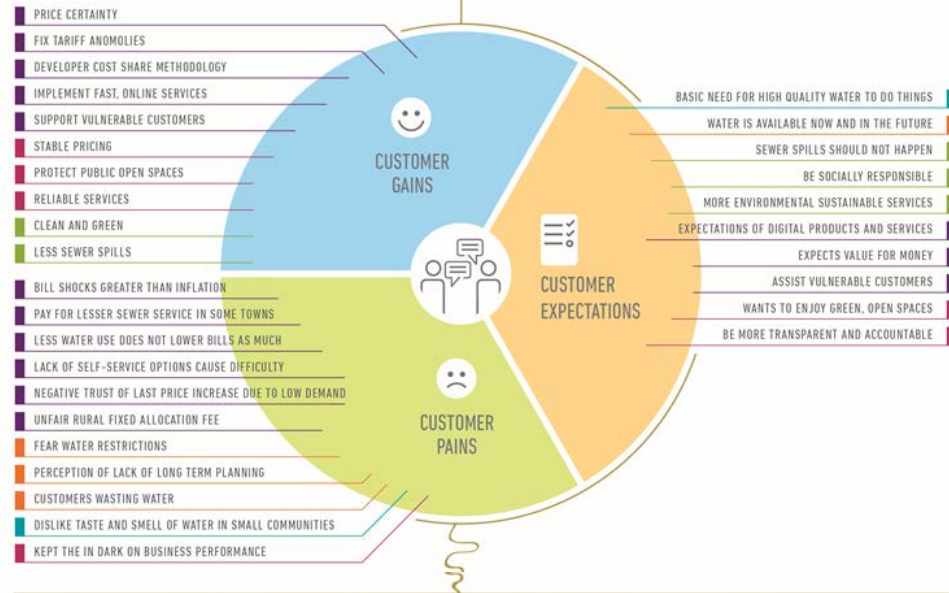 PRICE CERTAINTY
FIX TARIFF ANOMOLIES
DEVELOPER COST SHARE METHODOLOGY
IMPLEMENT FAST, ONLINE SERVICES
SUPPORT VULNERABLE CUSTOMERS
STABLE PRICING
PROTECT PUBLIC OPEN SPACES
RELIABLE SERVICES
CLEAN AND GREEN
LESS SEWER SPILLS
CUSTOMER
GAINS
BASIC NEED FOR HIGH QUALITY WATER TO DO THINGS
WATER IS AVAILABLE NOW AND IN THE FUTURE
SEWER SPILLS SHOULD NOT HAPPEN
BE SOCIALLY RESPONSIBLE
MORE ENVIRONMENTAL SUSTAINABLE SERVICES
EXPECTATIONS OF DIGITAL PRODUCTS AND SERVICES
EXPECTS VALUE FOR MONEY
ASSIST VULNERABLE CUSTOMERS
WANTS TO ENJOY GREEN, OPEN SPACES
BE MORE TRANSPARENT AND ACCOUNTABLE
CUSTOMER
EXPECTATIONS
BILL SHOCKS GREATER THAN INFLATION
PAY FOR LESSER SEWER SERVICE IN SOME TOWNS
LESS WATER USE DOES NOT LOWER BILLS AS MUCH
LACK OF SELF-SERVICE OPTIONS CAUSE DIFFICULTY
NEGATIVE TRUST OF LAST PRICE INCREASE DUE TO LOW DEMAND
UNFAIR RURAL FIXED ALLOCATION FEE
FEAR WATER RESTRICTIONS
PERCEPTION OF LACK OF LONG TERM PLANNING
CUSTOMERS WASTING WATER
DISLIKE TASTE AND SMELL OF WATER IN SMALL COMMUNITIES
KEPT THE IN DARK ON BUSINESS PERFORMANCE
CUSTOMER
PAINS